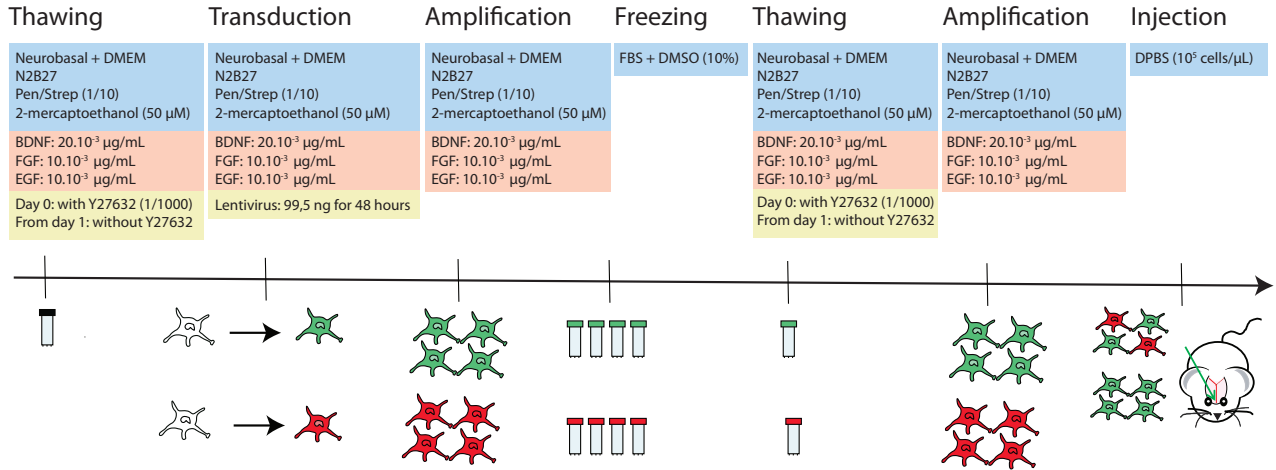 Thawing
Neurobasal + DMEM
N2B27
Pen/Strep (1/10)
2-mercaptoethanol (50 µM)
BDNF: 20.10⁻³ µg/mL
FGF: 10.10⁻³ µg/mL
EGF: 10.10⁻³ µg/mL
Day 0: with Y27632 (1/1000)
From day 1: without Y27632
Transduction
Neurobasal + DMEM
N2B27
Pen/Strep (1/10)
2-mercaptoethanol (50 µM)
BDNF: 20.10⁻³ µg/mL
FGF: 10.10⁻³ µg/mL
EGF: 10.10⁻³ µg/mL
Lentivirus: 99,5 ng for 48 hours
Amplification
Neurobasal + DMEM
N2B27
Pen/Strep (1/10)
2-mercaptoethanol (50 µM)
BDNF: 20.10⁻³ µg/mL
FGF: 10.10⁻³ µg/mL
EGF: 10.10⁻³ µg/mL
Freezing
FBS + DMSO (10%)
Thawing
Neurobasal + DMEM
N2B27
Pen/Strep (1/10)
2-mercaptoethanol (50 µM)
BDNF: 20.10⁻³ µg/mL
FGF: 10.10⁻³ µg/mL
EGF: 10.10⁻³ µg/mL
Day 0: with Y27632 (1/1000)
From day 1: without Y27632
Amplification
Neurobasal + DMEM
N2B27
Pen/Strep (1/10)
2-mercaptoethanol (50 µM)
BDNF: 20.10⁻³ µg/mL
FGF: 10.10⁻³ µg/mL
EGF: 10.10⁻³ µg/mL
Injection
DPBS (10⁵ cells/µL)